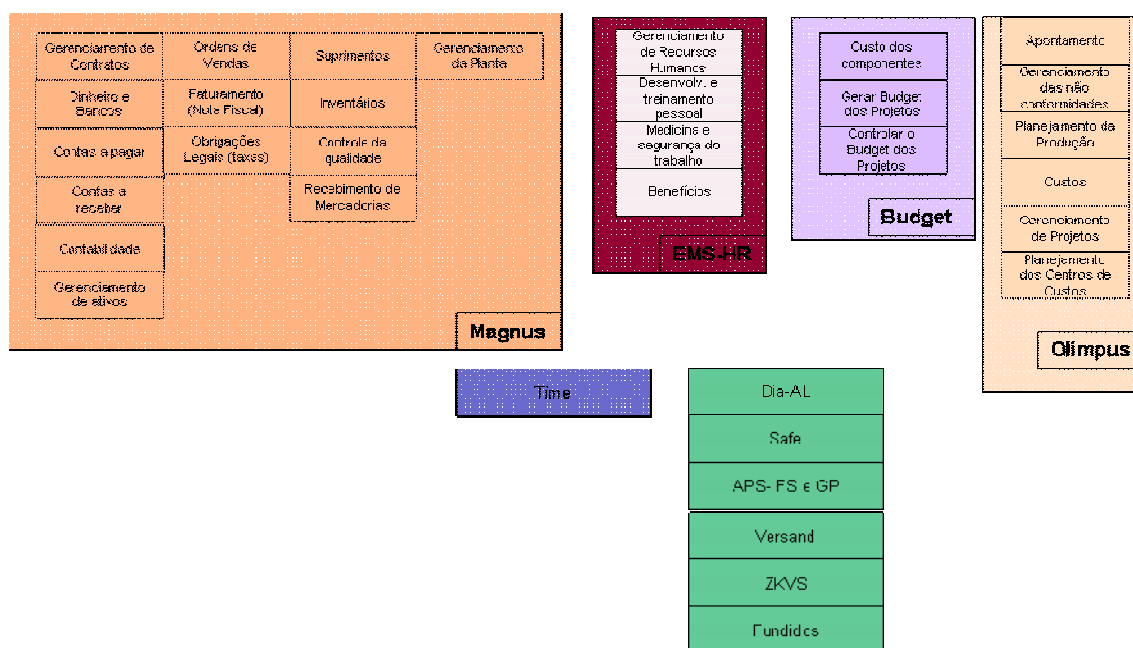 Gerenciamento de
Contratos
Dinheiro e
Bancos
Contas a pagar
Contas a
receber
Contabilidade
Gerenciamento
de ativos
Ordens de
Vendas
Faturamento
(Nota Fiscal)
Obrigações
Legais (taxas)
Suprimentos
Inventários
Controle da
qualidade
Recebimento de
Mercadorias
Gerenciamento
da Planta
Magnus
Gerenciamento
de Recursos
Humanos
Desenvolv. e
treinamento
pessoal
Medicina e
segurança do
trabalho
Benefícios
EMS-HR
Custo dos
componentes
Gerar Budget
dos Projetos
Controlar o
Budget dos
Projetos
Budget
Apontamento
Gerenciamento
das não
conformidades
Planejamento da
Produção
Custos
Gerenciamento
de Projetos
Planejamento
dos Centros de
Custos
Olímpus
Time
Dia-AL
Safe
APS- FS e GP
Versand
ZKVS
Fundidos